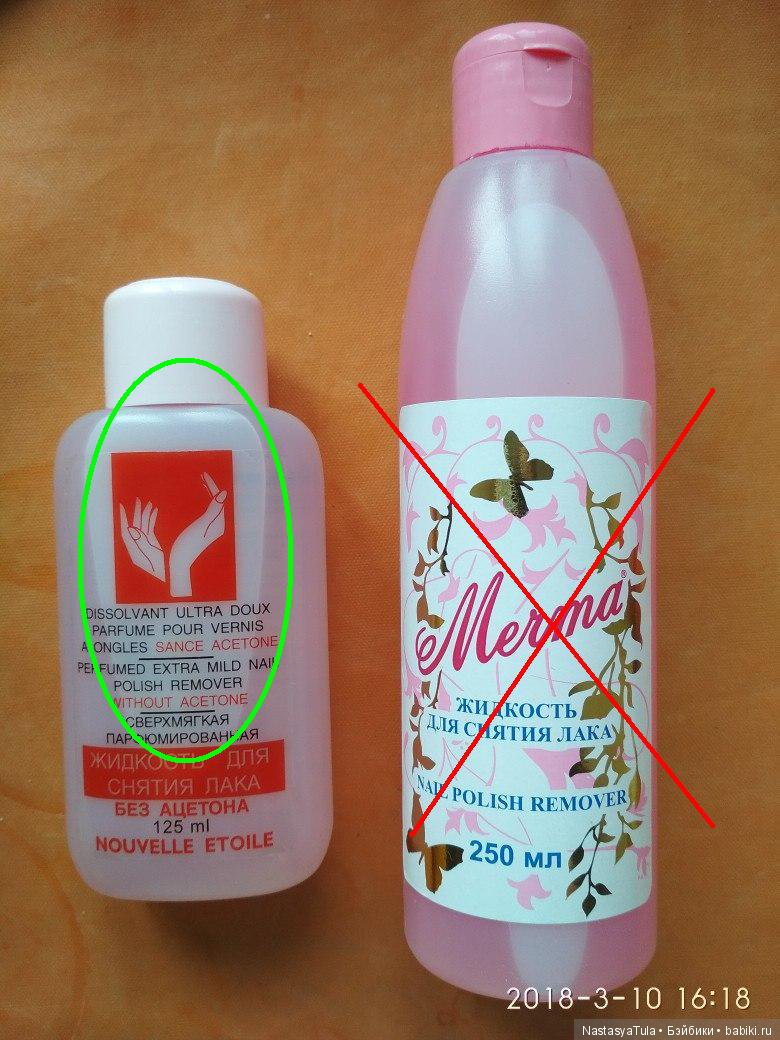 DISSOLVANT ULTRA DOUX
PARFUME POUR VERNIS
A ONGLES SANCE ACETONE
PERFUMED EXTRA MILD NAIL
POLISH REMOVER
WITHOUT ACETONE
СВЕРХМЯГКАЯ
ПАРФЮМИРОВАННАЯ
ЖИДКОСТЬ ДЛЯ
СНЯТИЯ ЛАКА
БЕЗ АЦЕТОНА
125 ml
NOUVELLE ETOILE
Merma®
ЖИДКОСТЬ
ДЛЯ СНЯТИЯ ЛАКА
NAIL POLISH REMOVER
250 мл
2018-3-10 16:18
NastasyaTula • Бэйбики • babiki.ru